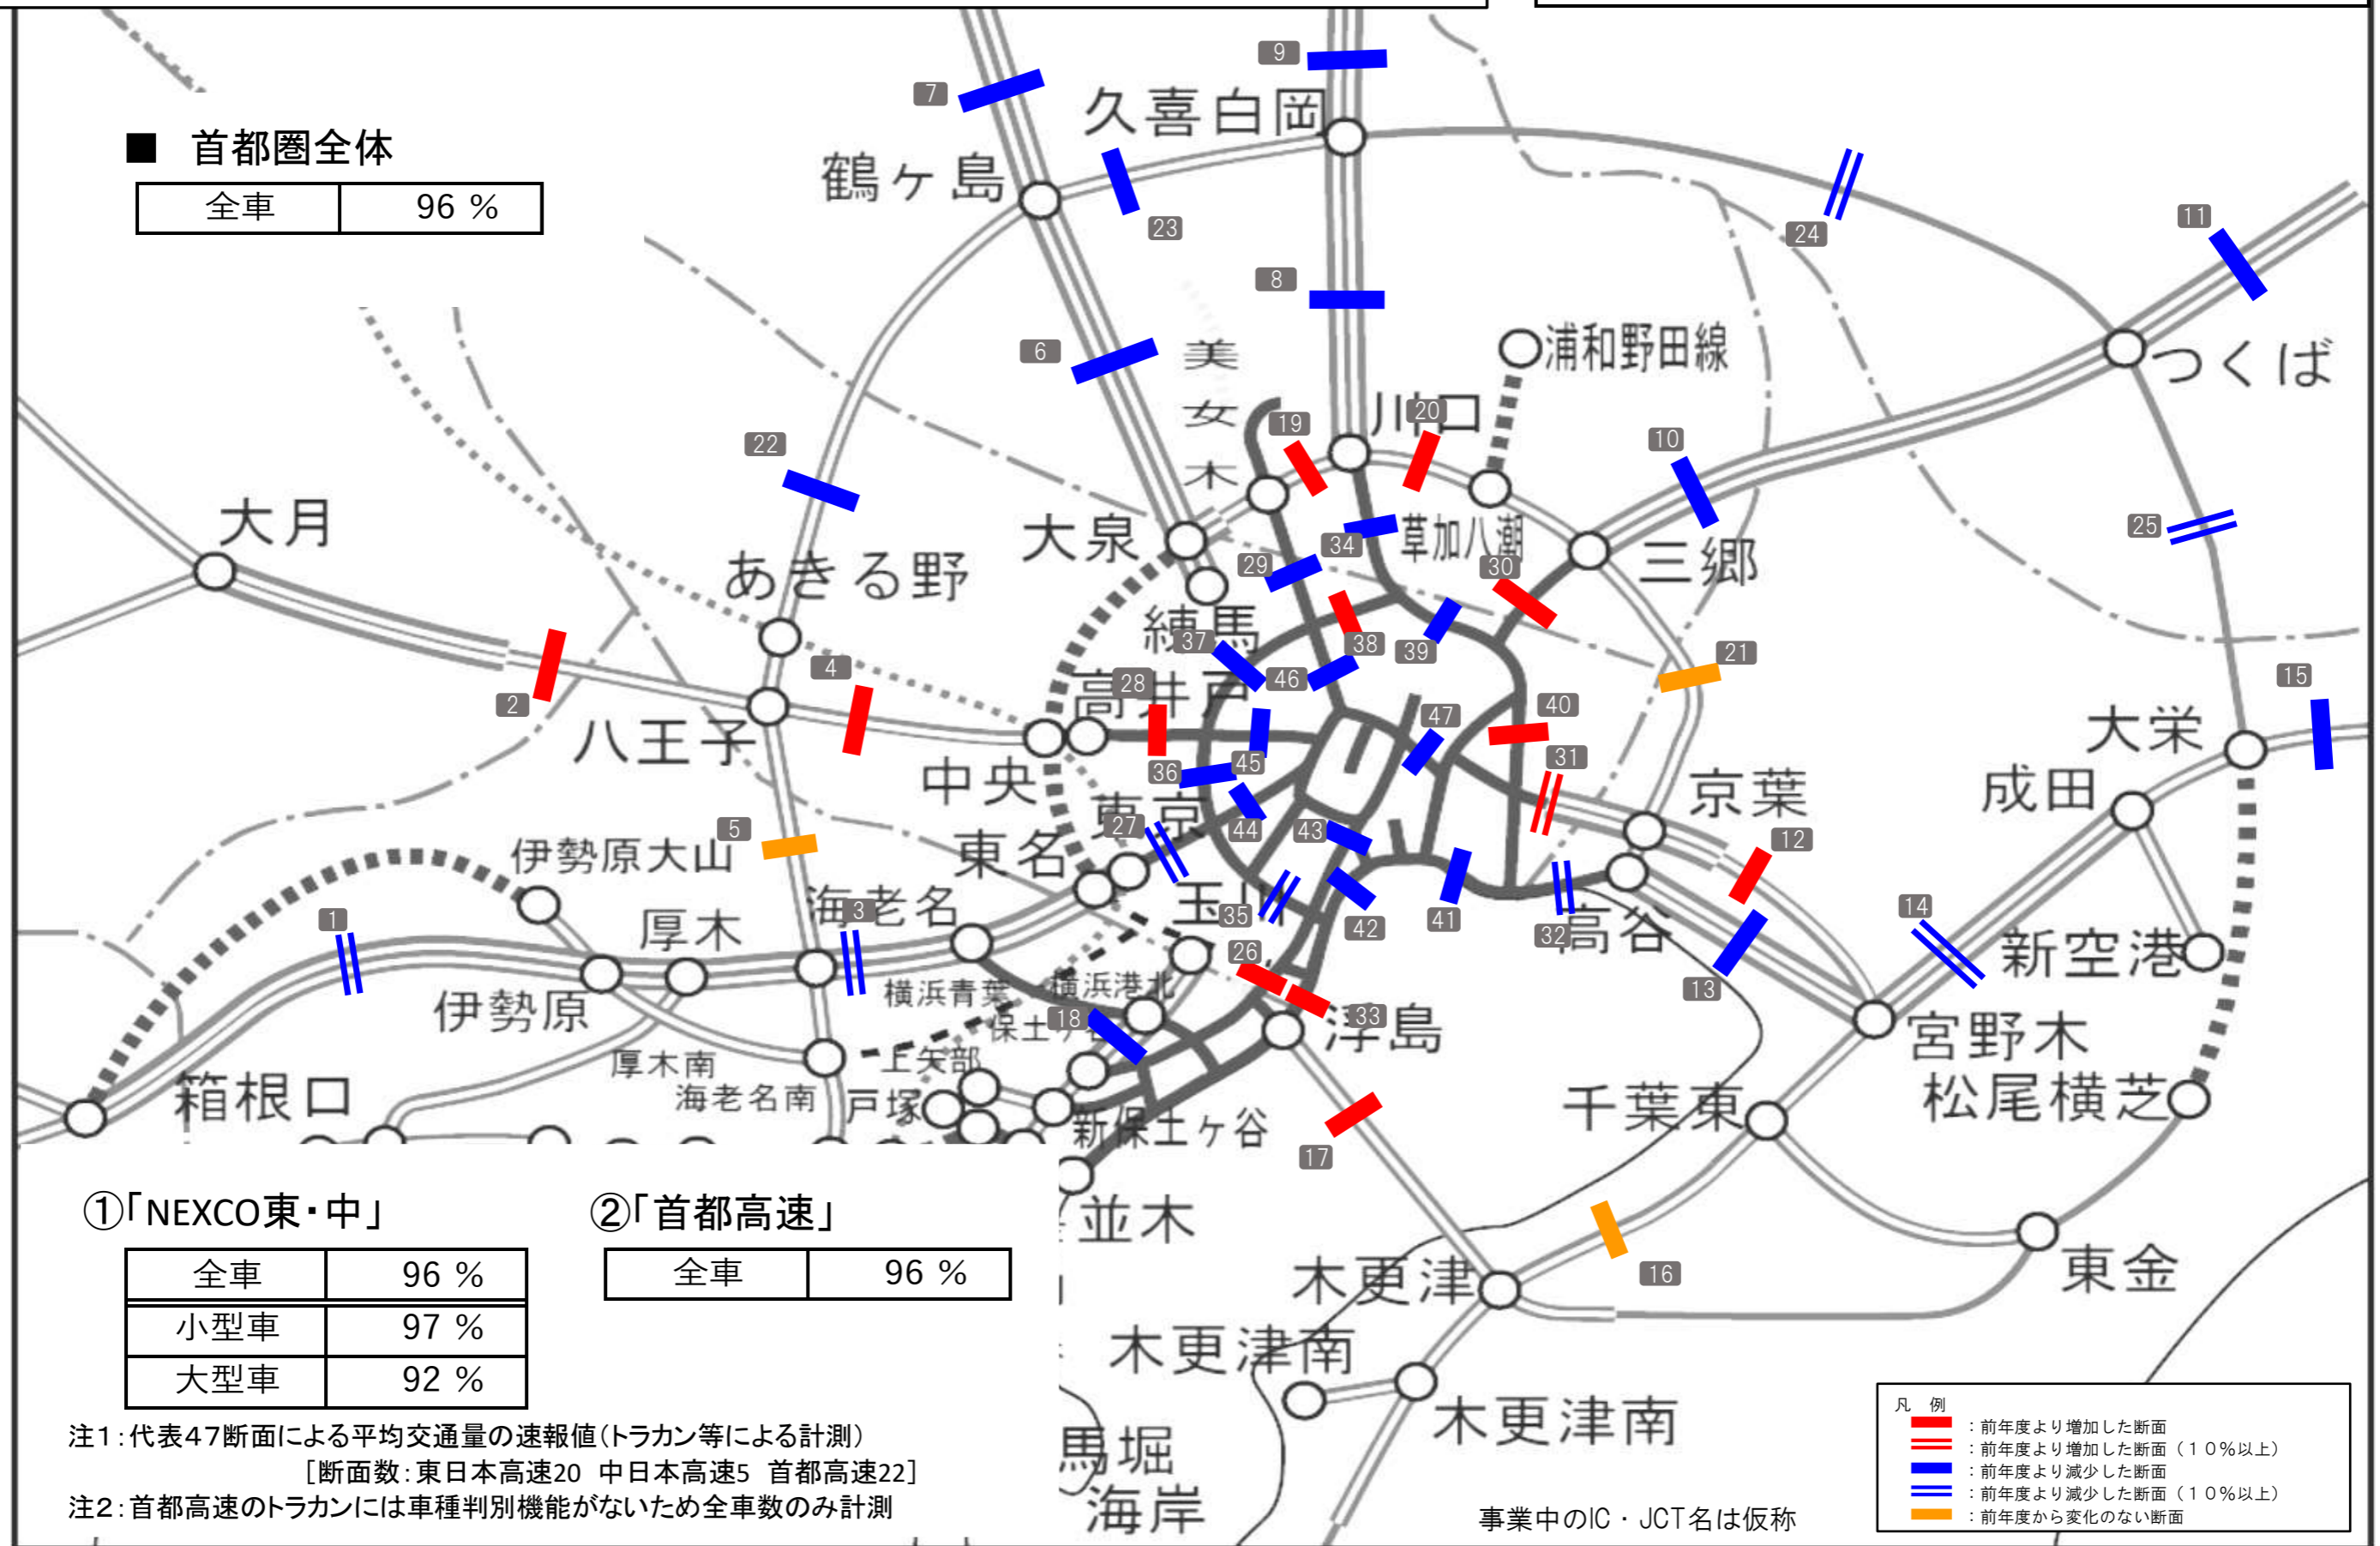 9
7
久喜白岡
■ 首都圏全体
全車 96 %
鶴ヶ島
23
24
11
8
6
美女木
浦和野田線
つくば
川口
20
19
22
10
大月
大泉
34
草加八潮
25
あきる野
29
30
三郷
練馬
37
38
39
21
4
28
高井戸
46
2
15
47
40
八王子
大栄
45
31
中央
36
京葉
成田
5
東京
27
44
43
12
伊勢原大山
東名
1
海老名
3
玉川
35
42
41
32
高谷
14
厚木
26
新空港
伊勢原
横浜青葉
横浜港北
13
18
保土ヶ谷
33
浮島
宮野木
厚木南
上矢部
箱根口
海老名南
戸塚
新保土ヶ谷
17
千葉東
松尾横芝
①「NEXCO東・中」
②「首都高速」
並木
全車 96 %
全車 96 %
16
東金
木更津
小型車 97 %
大型車 92 %
木更津南
木更津南
注1:代表47断面による平均交通量の速報値(トラカン等による計測)
[断面数:東日本高速20 中日本高速5 首都高速22]
注2:首都高速のトラカンには車種判別機能がないため全車数のみ計測
馬堀
海岸
事業中のIC・JCT名は仮称
凡 例
:前年度より増加した断面
:前年度より増加した断面(10%以上)
:前年度より減少した断面
:前年度より減少した断面(10%以上)
:前年度から変化のない断面